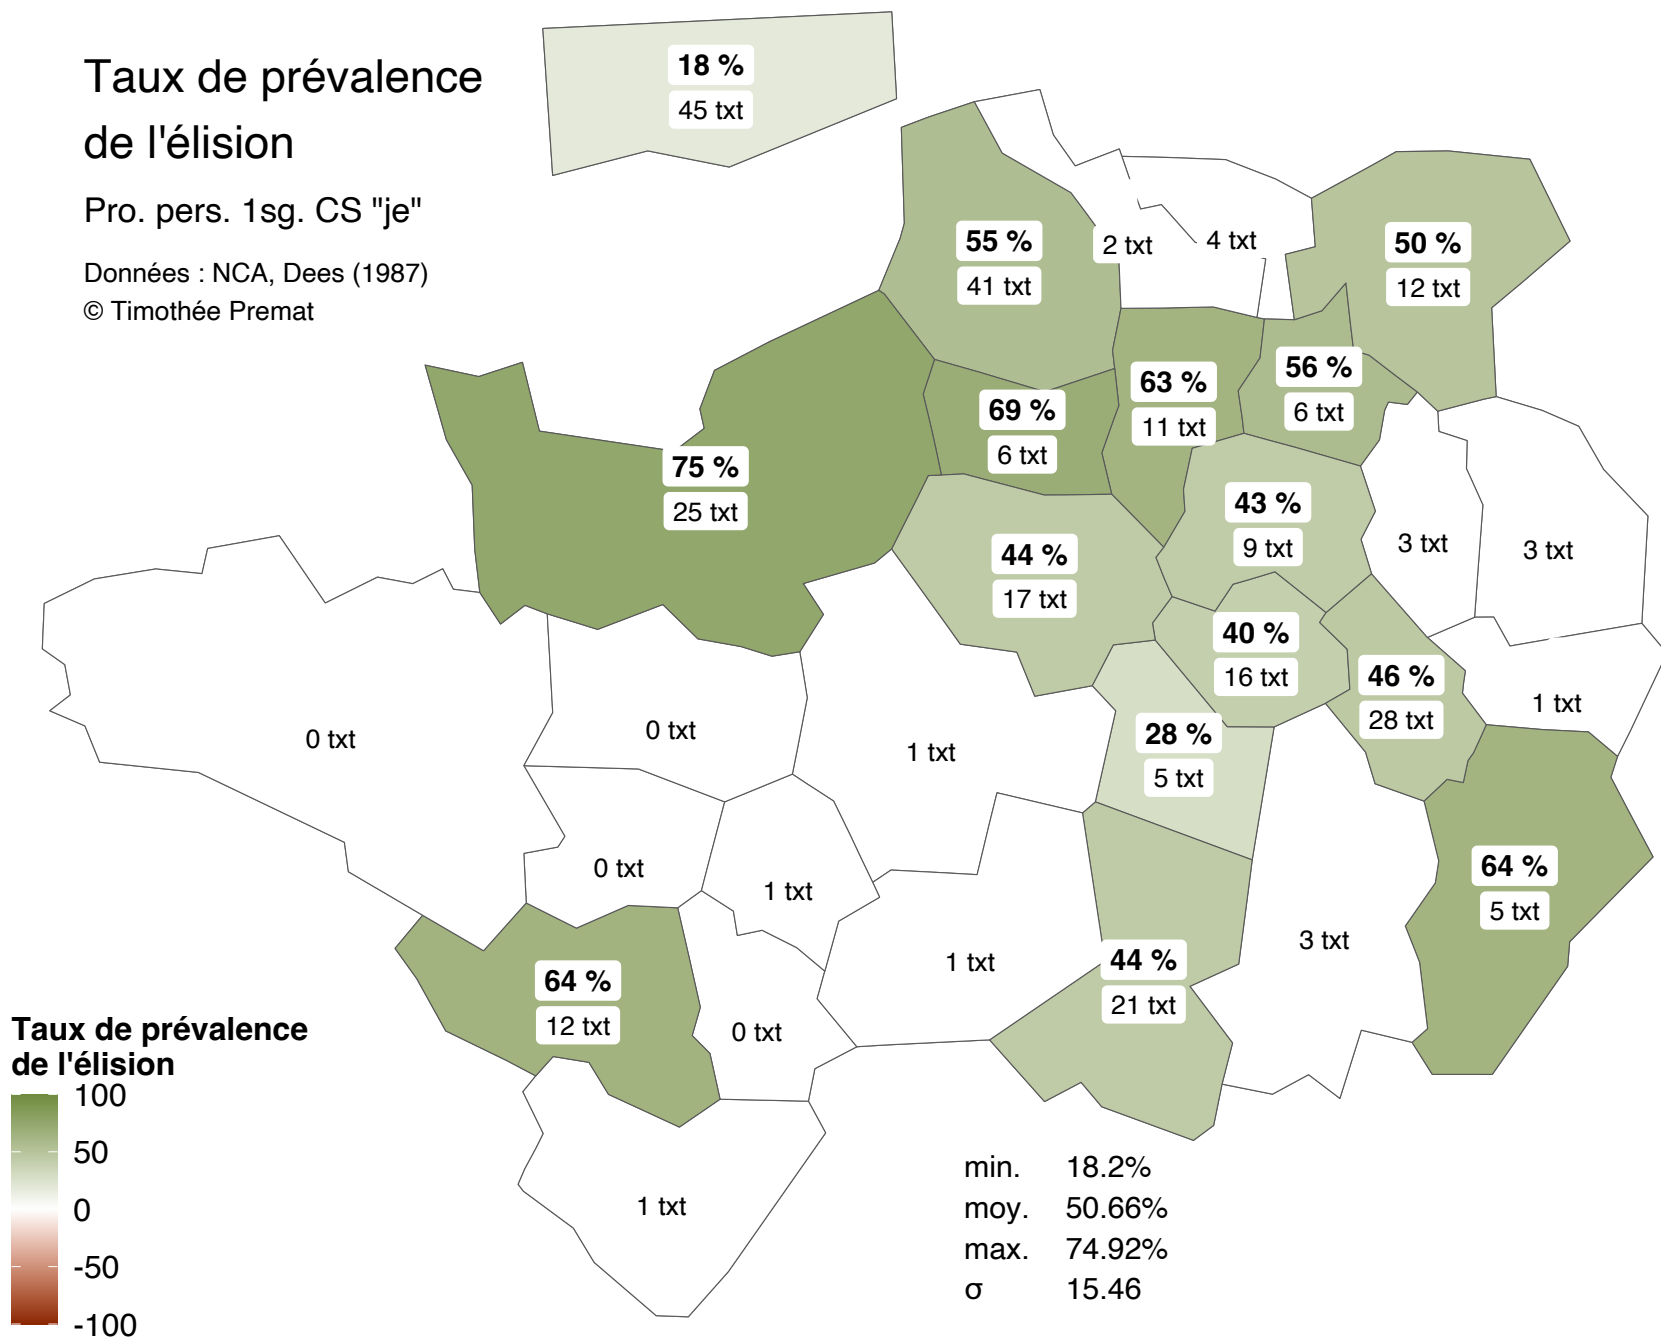 Taux de prévalence
de l'élision
Pro. pers. 1sg. CS "je"
Données : NCA, Dees (1987)
© Timothée Premat
18 %
45 txt
55 %
41 txt
2 txt
4 txt
50 %
12 txt
75 %
25 txt
69 %
6 txt
63 %
11 txt
56 %
6 txt
44 %
17 txt
43 %
9 txt
3 txt
3 txt
40 %
16 txt
46 %
28 txt
1 txt
0 txt
0 txt
1 txt
28 %
5 txt
0 txt
1 txt
64 %
5 txt
64 %
12 txt
0 txt
1 txt
44 %
21 txt
3 txt
1 txt
Taux de prévalence
de l'élision
100
50
0
-50
-100
min. 18.2%
moy. 50.66%
max. 74.92%
σ 15.46